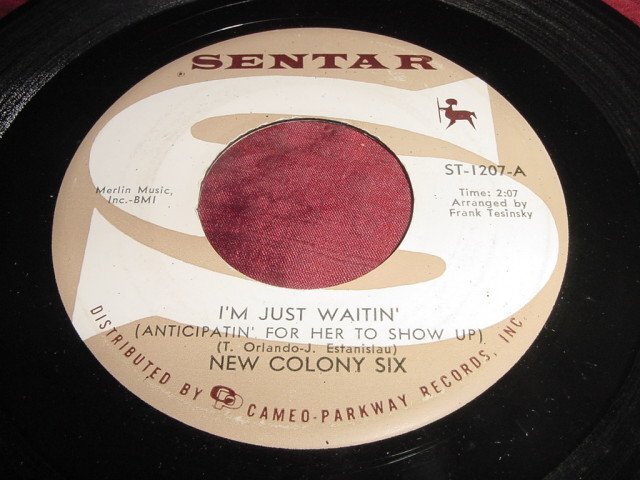 SENTAR
ST-1207-A
Merlin Music,
Inc.-BMI
Time: 2:07
Arranged by
Frank Tesinsky
I'M JUST WAITIN'
(ANTICIPATIN' FOR HER TO SHOW UP)
(T. Orlando-J. Estanislau)
NEW COLONY SIX
DISTRIBUTED BY CP CAMEO-PARKWAY RECORDS, INC.